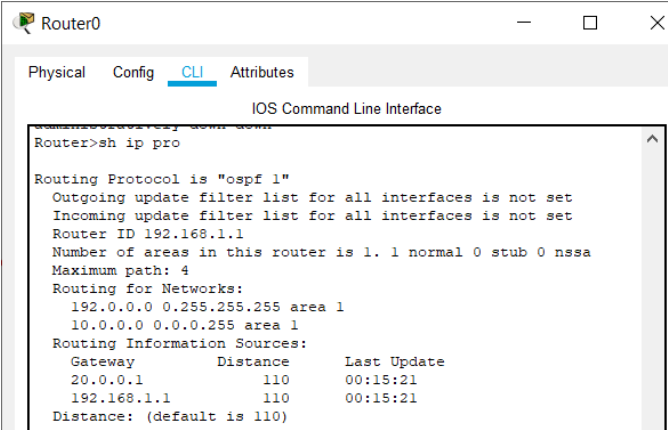 Router0
Physical Config CLI Attributes
IOS Command Line Interface
administratively down down
Router>sh ip pro
Routing Protocol is "ospf 1"
Outgoing update filter list for all interfaces is not set
Incoming update filter list for all interfaces is not set
Router ID 192.168.1.1
Number of areas in this router is 1. 1 normal 0 stub 0 nssa
Maximum path: 4
Routing for Networks:
192.0.0.0 0.255.255.255 area 1
10.0.0.0 0.0.0.255 area 1
Routing Information Sources:
Gateway Distance Last Update
20.0.0.1 110 00:15:21
192.168.1.1 110 00:15:21
Distance: (default is 110)